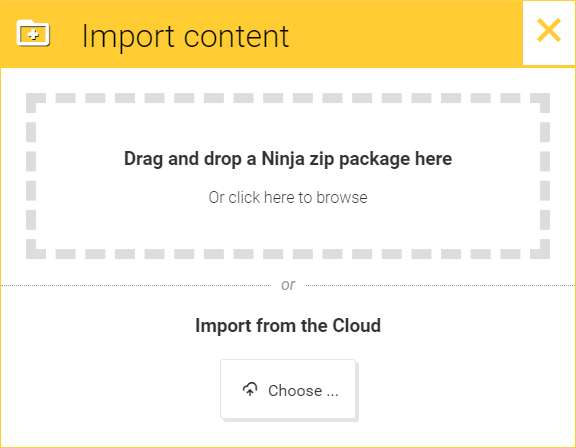 Import content
Drag and drop a Ninja zip package here
Or click here to browse
or
Import from the Cloud
Choose ...